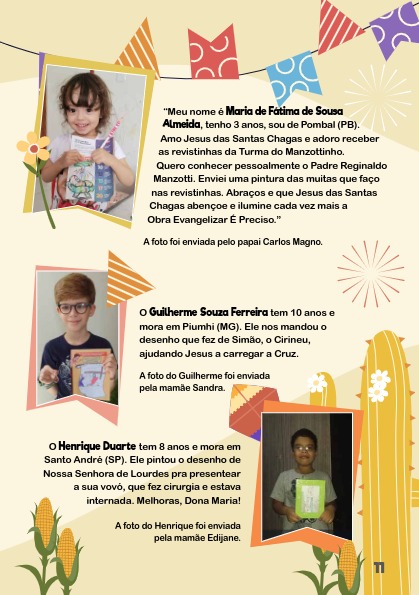 “Meu nome é Maria de Fátima de Sousa
Almeida, tenho 3 anos, sou de Pombal (PB).
Amo Jesus das Santas Chagas e adoro receber
as revistinhas da Turma do Manzottinho.
Quero conhecer pessoalmente o Padre Reginaldo
Manzotti. Enviei uma pintura das muitas que faço
nas revistinhas. Abraços e que Jesus das Santas
Chagas abençoe e ilumine cada vez mais a
Obra Evangelizar É Preciso.”
A foto foi enviada pelo papai Carlos Magno.
O Guilherme Souza Ferreira tem 10 anos e
mora em Piumhi (MG). Ele nos mandou o
desenho que fez de Simão, o Cirineu,
ajudando Jesus a carregar a Cruz.
A foto do Guilherme foi enviada
pela mamãe Sandra.
O Henrique Duarte tem 8 anos e mora em
Santo André (SP). Ele pintou o desenho de
Nossa Senhora de Lourdes pra presentear
a sua vovó, que fez cirurgia e estava
internada. Melhoras, Dona Maria!
A foto do Henrique foi enviada
pela mamãe Edijane.
11